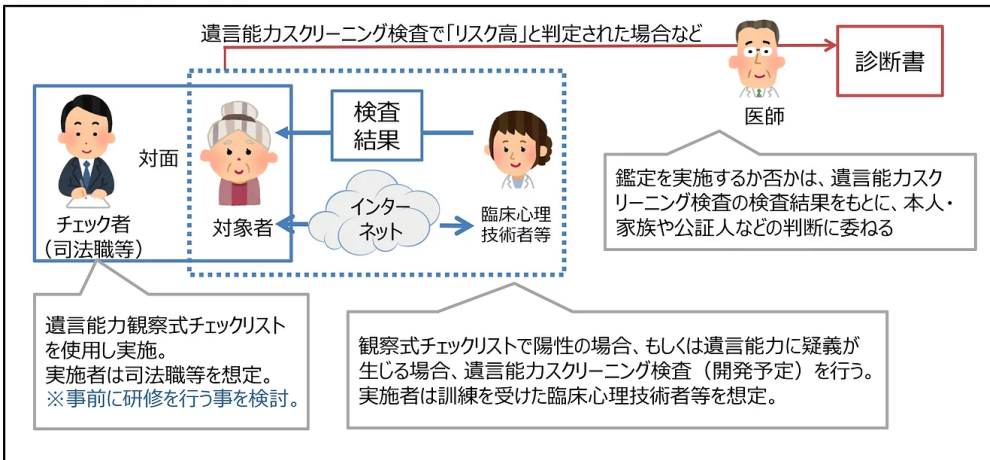 遺言能力スクリーニング検査で「リスク高」と判定された場合など
診断書
医師
検査
結果
対面
チェック者
(司法職等)
対象者
インター
ネット
臨床心理
技術者等
鑑定を実施するか否かは、遺言能力スク
リーニング検査の検査結果をもとに、本人・
家族や公証人などの判断に委ねる
遺言能力観察式チェックリスト
を使用し実施。
実施者は司法職等を想定。
※事前に研修を行う事を検討。
観察式チェックリストで陽性の場合、もしくは遺言能力に疑義が
生じる場合、遺言能力スクリーニング検査(開発予定)を行う。
実施者は訓練を受けた臨床心理技術者等を想定。